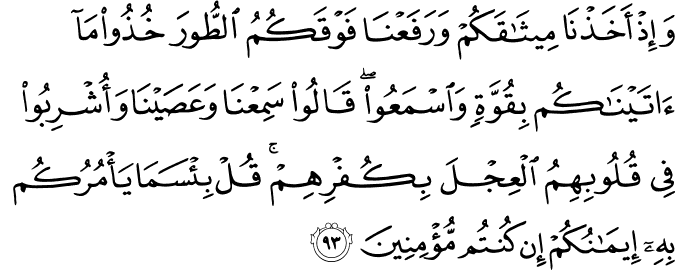 وَإِذْ أَخَذْنَا مِيثَٰقَكُمْ وَرَفَعْنَا فَوْقَكُمُ ٱلطُّورَ خُذُوا۟ مَآ
ءَاتَيْنَٰكُم بِقُوَّةٍ وَٱسْمَعُوا۟ ۖ قَالُوا۟ سَمِعْنَا وَعَصَيْنَا وَأُشْرِبُوا۟
فِى قُلُوبِهِمُ ٱلْعِجْلَ بِكُفْرِهِمْ ۚ قُلْ بِئْسَمَا يَأْمُرُكُم
بِهِۦٓ إِيمَٰنُكُمْ إِن كُنتُم مُّؤْمِنِينَ ۝٩٣